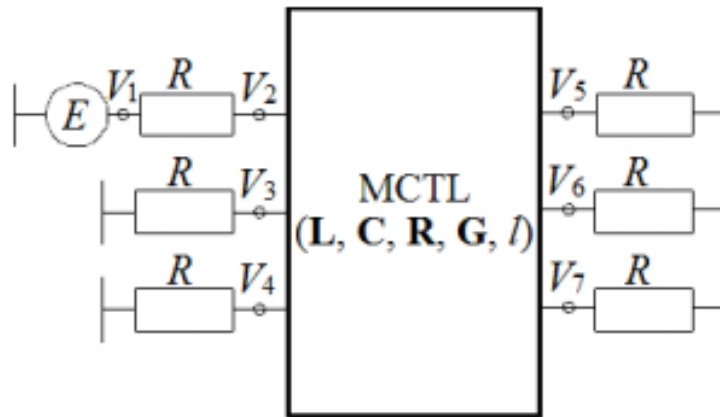 V1 R V2 V5 R
E
R V3 MCTL V6 R
(L, C, R, G, l)
R V4 V7 R